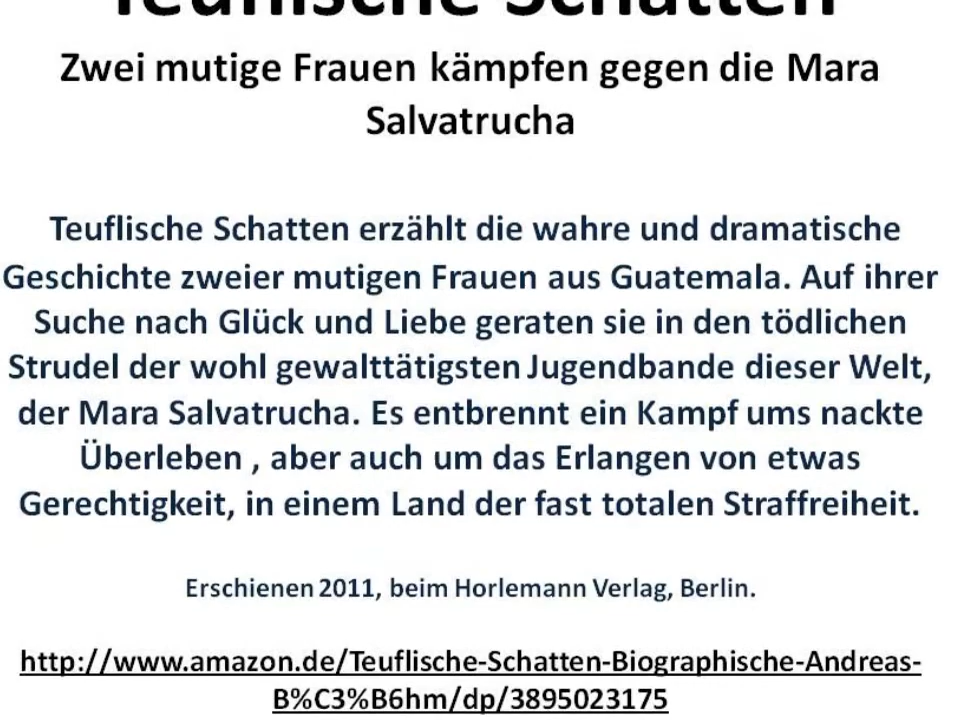 Teuflische Schatten
Zwei mutige Frauen kämpfen gegen die Mara
Salvatrucha
Teuflische Schatten erzählt die wahre und dramatische
Geschichte zweier mutigen Frauen aus Guatemala. Auf ihrer
Suche nach Glück und Liebe geraten sie in den tödlichen
Strudel der wohl gewalttätigsten Jugendbande dieser Welt,
der Mara Salvatrucha. Es entbrennt ein Kampf ums nackte
Überleben , aber auch um das Erlangen von etwas
Gerechtigkeit, in einem Land der fast totalen Straffreiheit.
Erschienen 2011, beim Horlemann Verlag, Berlin.
http://www.amazon.de/Teuflische-Schatten-Biographische-Andreas-
B%C3%B6hm/dp/3895023175